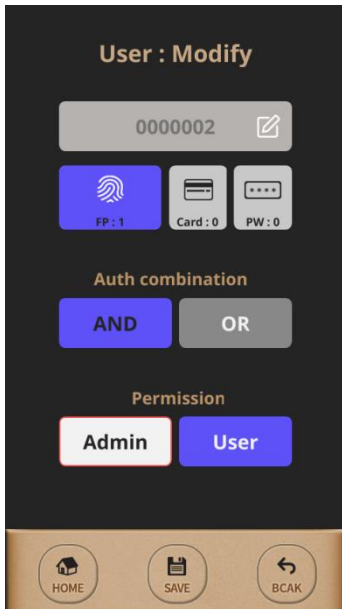 User : Modify
0000002
FP : 1
Card : 0
PW : 0
Auth combination
AND
OR
Permission
Admin
User
HOME
SAVE
BCAK